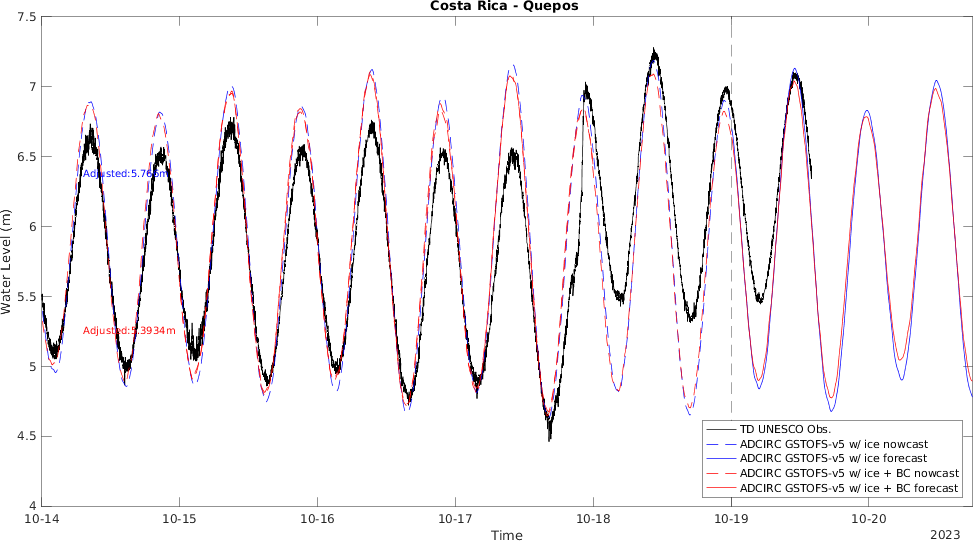 Costa Rica - Quepos
7.5
7
6.5
6
5.5
5
4.5
4
Water Level (m)
Adjusted:5.3934m
TD UNESCO Obs.
ADCIRC GSTOFS-v5 w/ ice nowcast
ADCIRC GSTOFS-v5 w/ ice forecast
ADCIRC GSTOFS-v5 w/ ice + BC nowcast
ADCIRC GSTOFS-v5 w/ ice + BC forecast
10-14
10-15
10-16
10-17
10-18
10-19
10-20
Time
2023